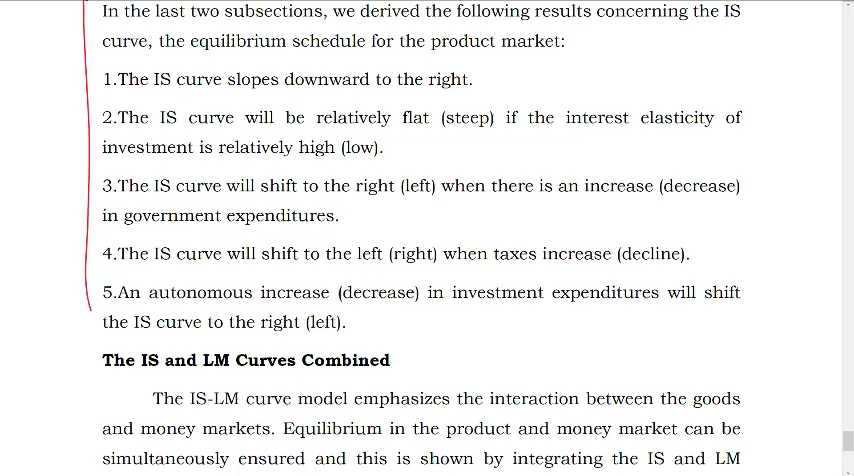 In the last two subsections, we derived the following results concerning the IS
curve, the equilibrium schedule for the product market:
1.The IS curve slopes downward to the right.
2.The IS curve will be relatively flat (steep) if the interest elasticity of
investment is relatively high (low).
3.The IS curve will shift to the right (left) when there is an increase (decrease)
in government expenditures.
4.The IS curve will shift to the left (right) when taxes increase (decline).
5.An autonomous increase (decrease) in investment expenditures will shift
the IS curve to the right (left).
The IS and LM Curves Combined
The IS-LM curve model emphasizes the interaction between the goods
and money markets. Equilibrium in the product and money market can be
simultaneously ensured and this is shown by integrating the IS and LM